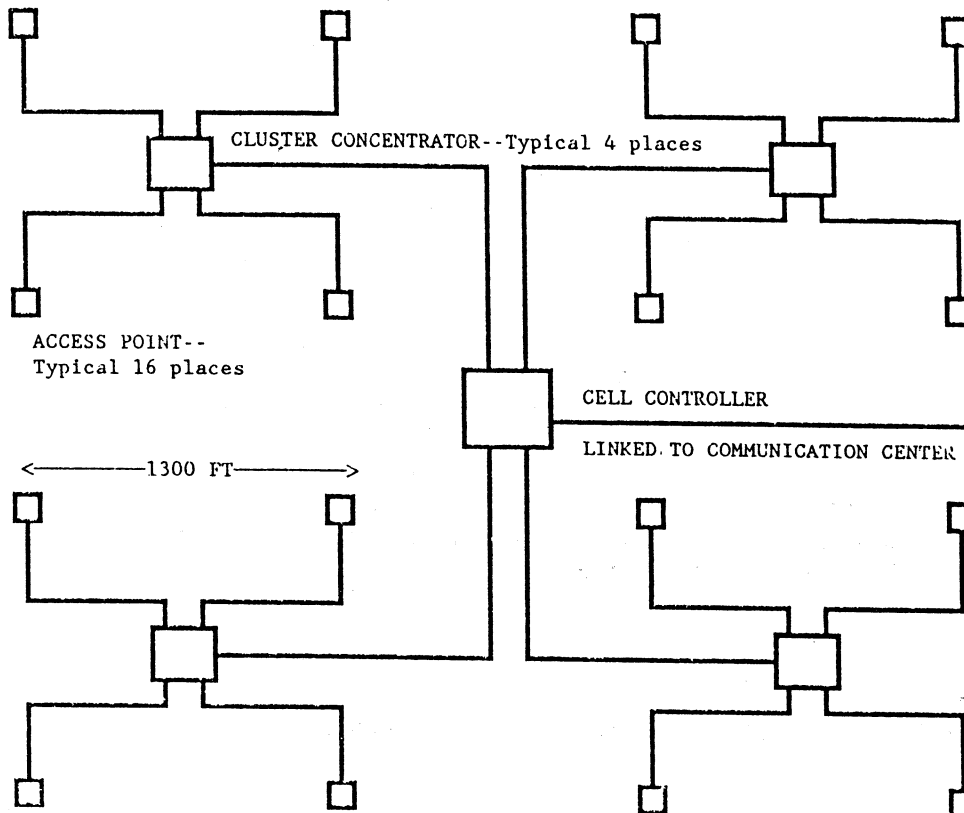 CLUSTER CONCENTRATOR--Typical 4 places
ACCESS POINT--
Typical 16 places
CELL CONTROLLER
LINKED TO COMMUNICATION CENTER
<----1300 FT---->